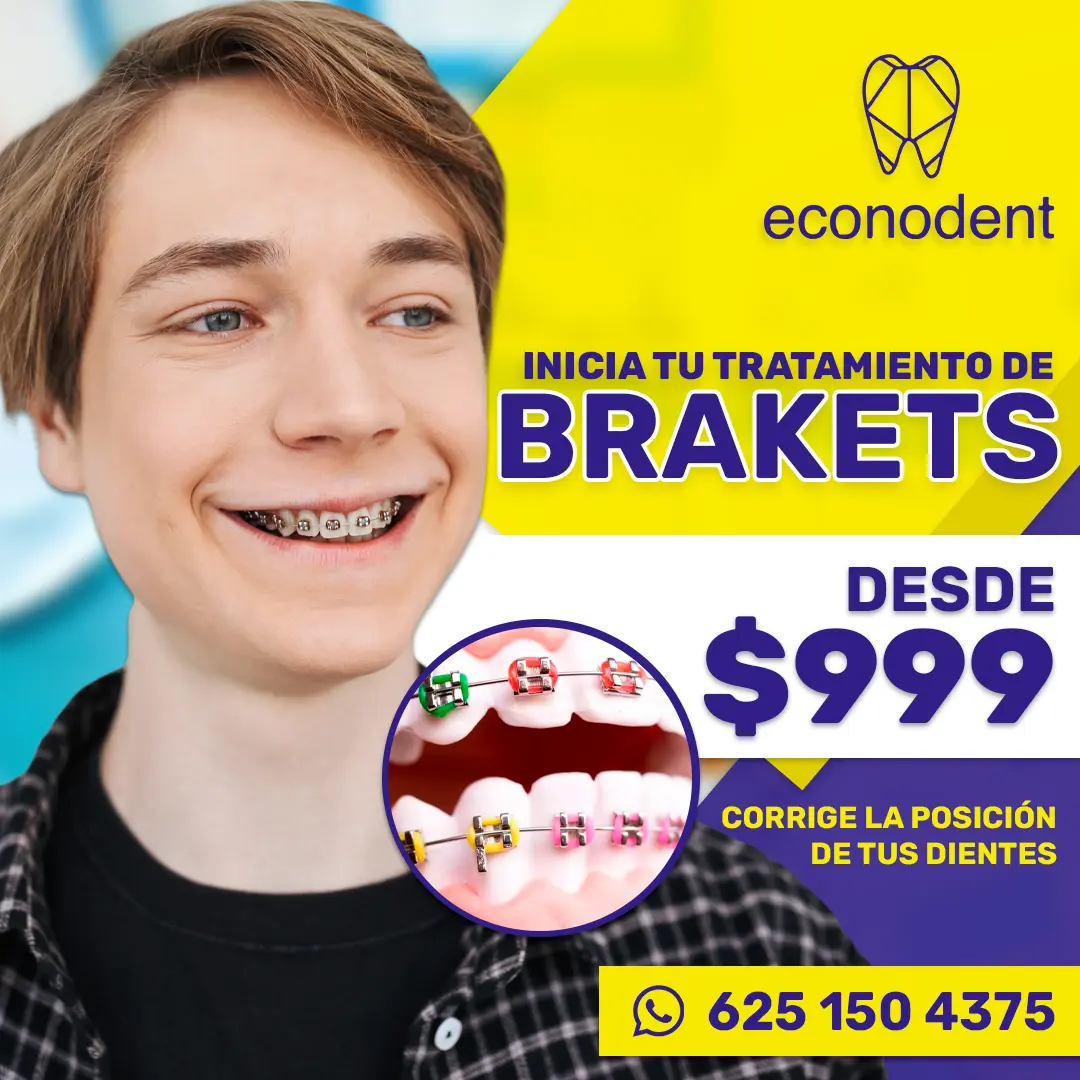 econodent
INICIA TU TRATAMIENTO DE
BRAKETS
DESDE
$999
CORRIGE LA POSICIÓN
DE TUS DIENTES
625 150 4375